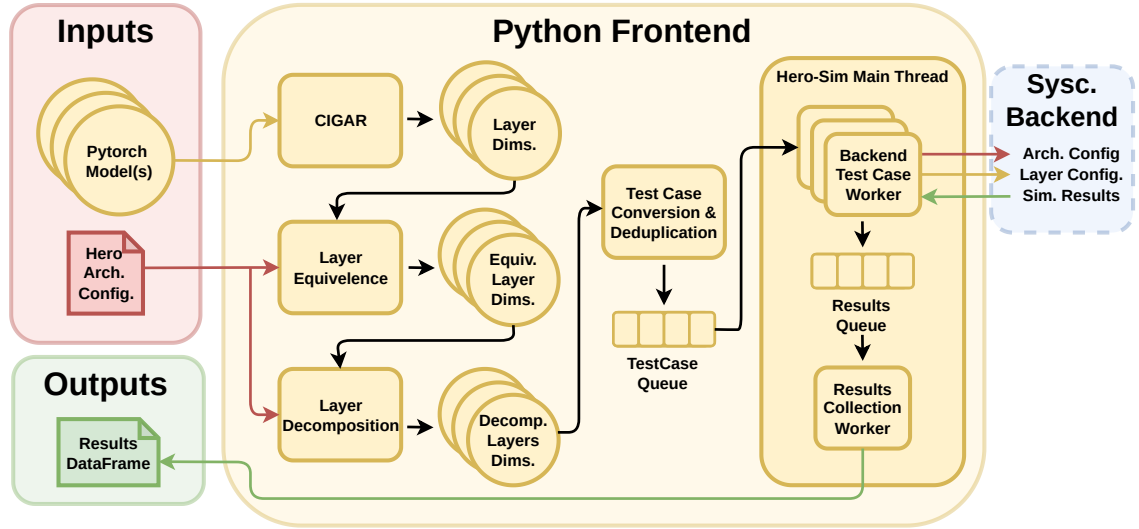 Inputs
Pytorch
Model(s)
Hero
Arch.
Config.
Outputs
Results
DataFrame
Python Frontend
CIGAR
Layer
Dims.
Layer
Equivelence
Equiv.
Layer
Dims.
Layer
Decomposition
Decomp.
Layers
Dims.
Test Case
Conversion &
Deduplication
TestCase
Queue
Hero-Sim Main Thread
Backend
Test Case
Worker
Results
Queue
Results
Collection
Worker
Sysc.
Backend
Arch. Config
Layer Config.
Sim. Results